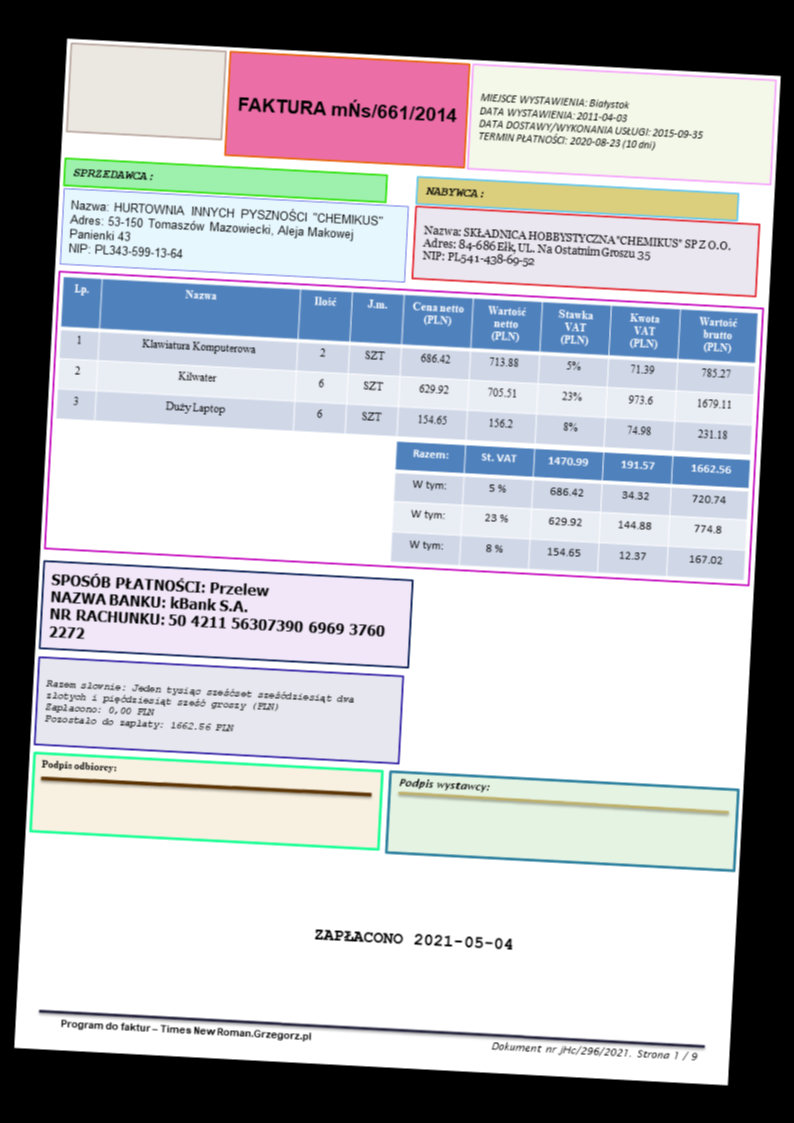 FAKTURA mŃs/661/2014
MIEJSCE WYSTAWIENIA: Białystok
DATA WYSTAWIENIA: 2011-04-03
DATA DOSTAWY/WYKONANIA USŁUGI: 2015-09-35
TERMIN PŁATNOŚCI: 2020-08-23 (10 dni)
SPRZEDAWCA:
Nazwa: HURTOWNIA INNYCH PYSZNOŚCI "CHEMIKUS"
Adres: 53-150 Tomaszów Mazowiecki, Aleja Makowej
Panienki 43
NIP: PL343-599-13-64
NABYWCA:
Nazwa: SKŁADNICA HOBBYSTYCZNA"CHEMIKUS" SP Z O.O.
Adres: 84-686 Ełk, UL. Na Ostatnim Groszu 35
NIP: PL541-438-69-52
Lp. Nazwa Ilość J.m. Cena netto (PLN) Wartość netto (PLN) Stawka VAT (PLN) Kwota VAT (PLN) Wartość brutto (PLN)
1 Klawiatura Komputerowa 2 SZT 686.42 713.88 5% 71.39 785.27
2 Kilwater 6 SZT 629.92 705.51 23% 973.6 1679.11
3 Duży Laptop 6 SZT 154.65 156.2 8% 74.98 231.18
Razem: St. VAT 1470.99 191.57 1662.56
W tym: 5 % 686.42 34.32 720.74
W tym: 23 % 629.92 144.88 774.8
W tym: 8 % 154.65 12.37 167.02
SPOSÓB PŁATNOŚCI: Przelew
NAZWA BANKU: kBank S.A.
NR RACHUNKU: 50 4211 56307390 6969 3760
2272
Razem słownie: Jeden tysiąc sześćset sześćdziesiąt dwa
złotych i pięćdziesiąt sześć groszy (PLN)
Zapłacono: 0,00 PLN
Pozostało do zapłaty: 1662.56 PLN
Podpis odbiorcy:
Podpis wystawcy:
ZAPŁACONO 2021-05-04
Program do faktur – Times New Roman.Grzegorz.pl
Dokument nr jHc/296/2021. Strona 1 / 9